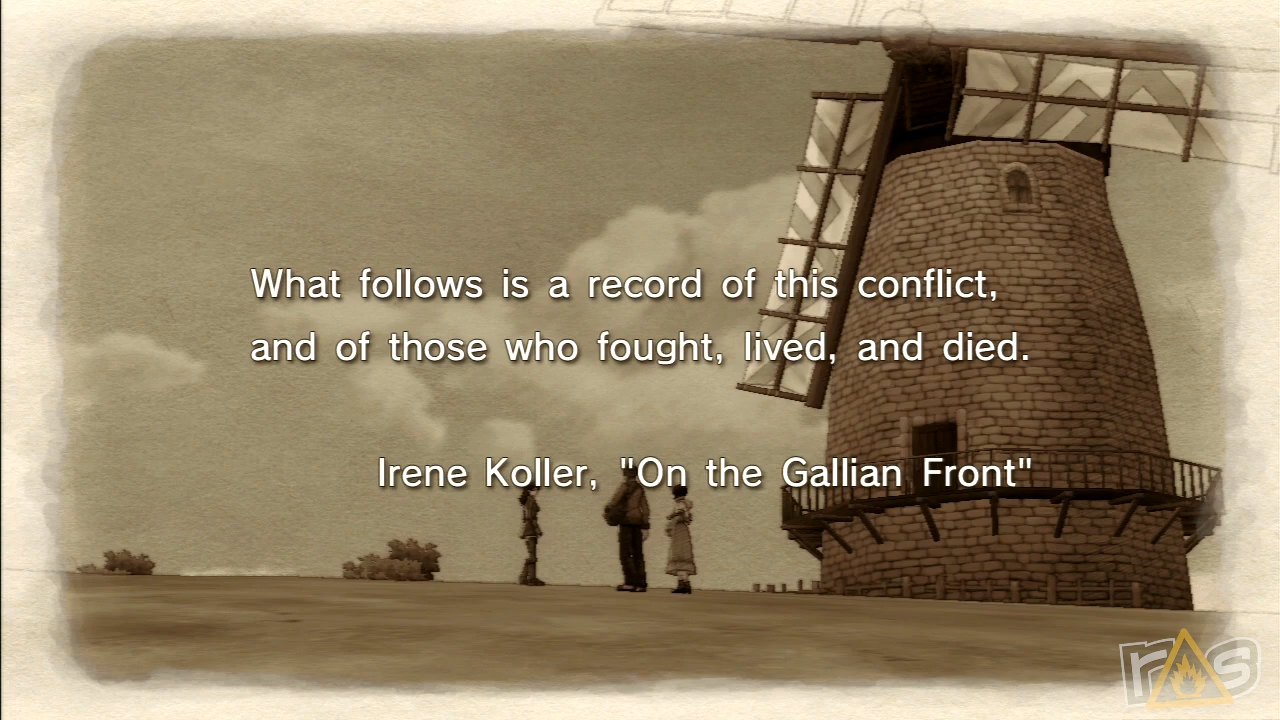 What follows is a record of this conflict,
and of those who fought, lived, and died.
Irene Koller, "On the Gallian Front"
ras